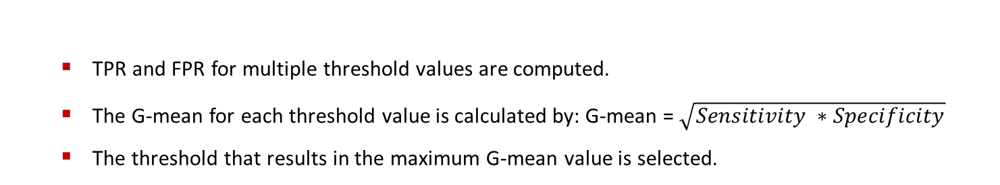 ▪ TPR and FPR for multiple threshold values are computed.
▪ The G-mean for each threshold value is calculated by: G-mean = √Sensitivity * Specificity
▪ The threshold that results in the maximum G-mean value is selected.